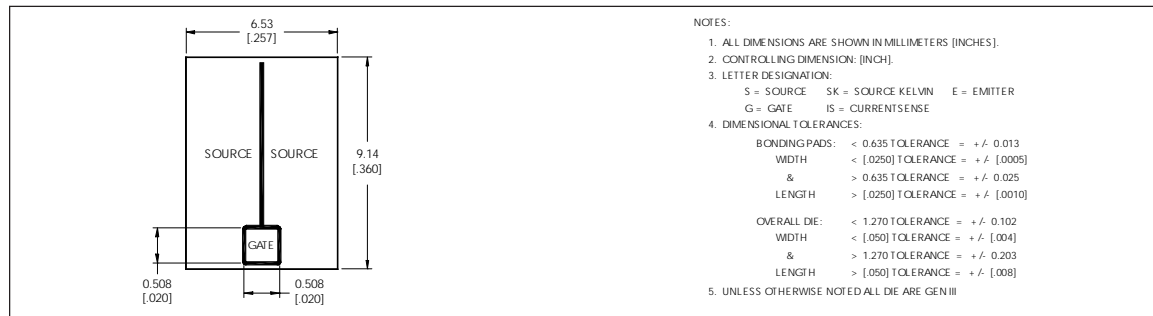 6.53
[.257]
SOURCE SOURCE
9.14
[.360]
GATE
0.508
[.020]
0.508
[.020]
NOTES:
1. ALL DIMENSIONS ARE SHOWN IN MILLIMETERS [INCHES].
2. CONTROLLING DIMENSION: [INCH].
3. LETTER DESIGNATION:
S = SOURCE SK = SOURCE KELVIN E = EMITTER
G = GATE IS = CURRENT SENSE
4. DIMENSIONAL TOLERANCES:
BONDING PADS: < 0.635 TOLERANCE = +/- 0.013
WIDTH < [.0250] TOLERANCE = +/- [.0005]
& > 0.635 TOLERANCE = +/- 0.025
LENGTH > [.0250] TOLERANCE = +/- [.0010]
OVERALL DIE: < 1.270 TOLERANCE = +/- 0.102
WIDTH < [.050] TOLERANCE = +/- [.004]
& > 1.270 TOLERANCE = +/- 0.203
LENGTH > [.050] TOLERANCE = +/- [.008]
5. UNLESS OTHERWISE NOTED ALL DIE ARE GEN III